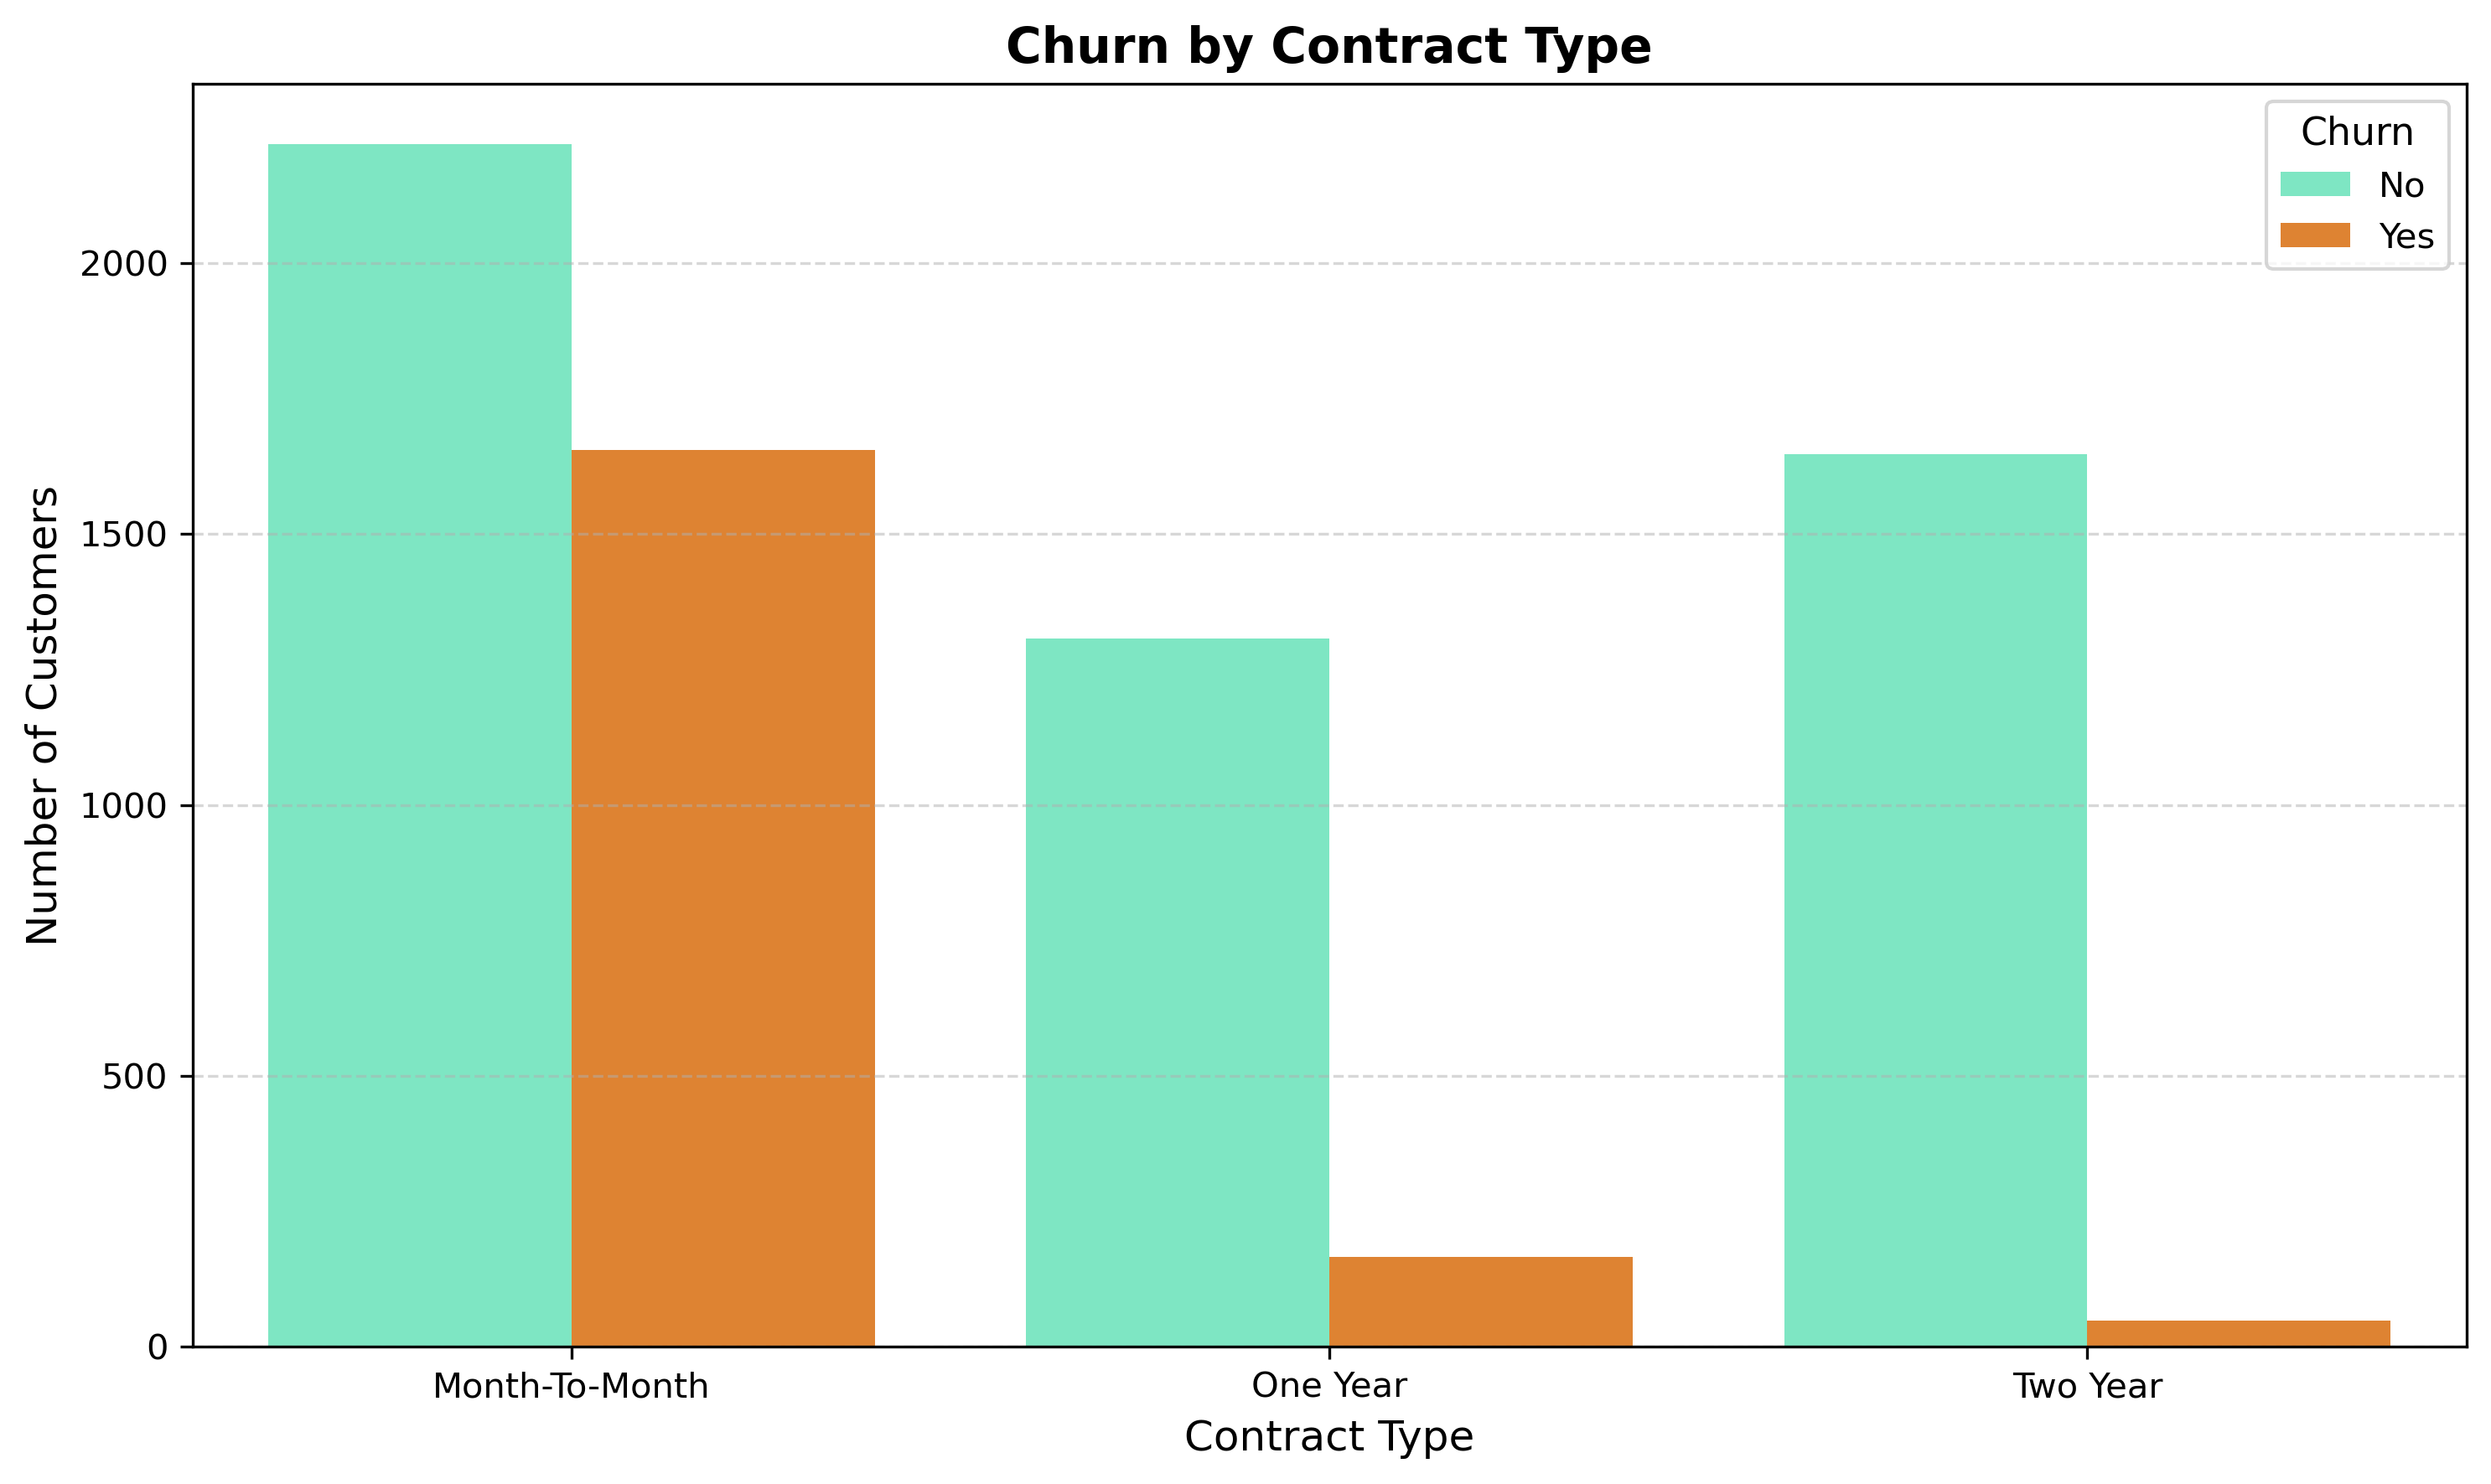 Churn by Contract Type
Churn
No
Yes
2000
1500
1000
500
0
Number of Customers
Month-To-Month
One Year
Two Year
Contract Type